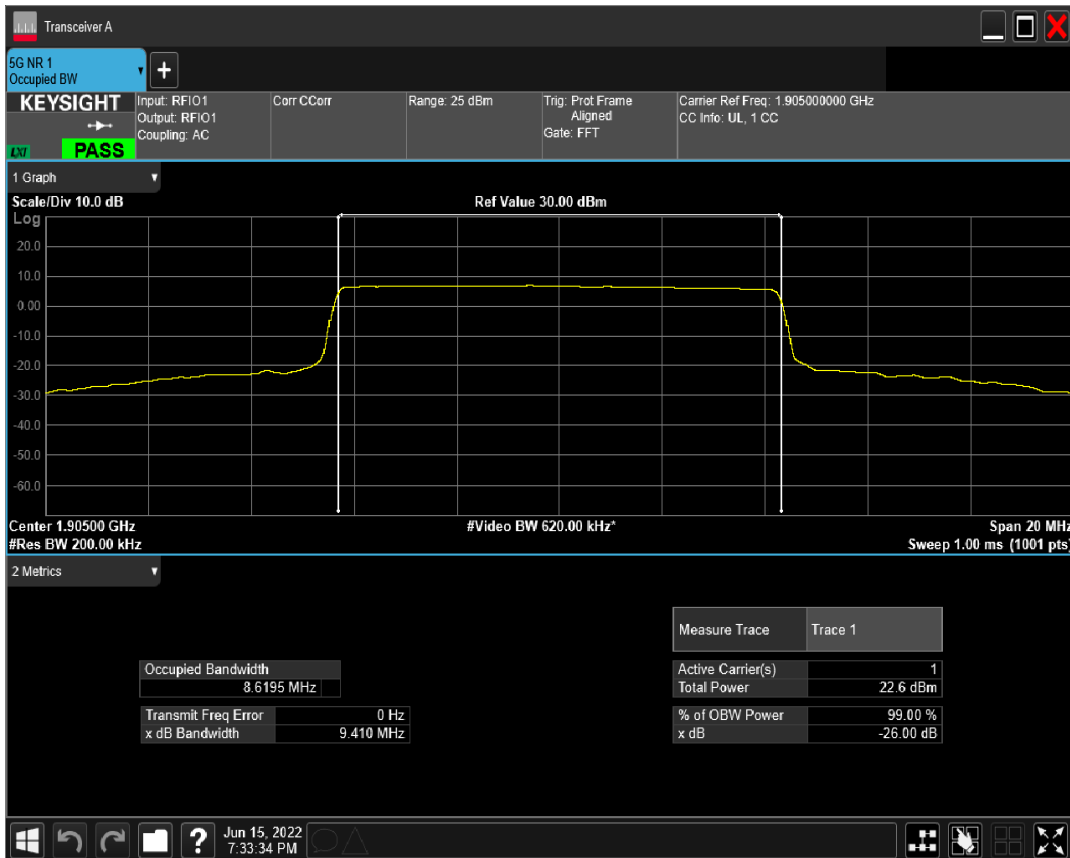 Transceiver A
5G NR 1
Occupied BW
+
KEYSIGHT
LXI
PASS
Input: RFIO1
Output: RFIO1
Coupling: AC
Corr CCorr
Range: 25 dBm
Trig: Prot Frame
Aligned
Gate: FFT
Carrier Ref Freq: 1.905000000 GHz
CC Info: UL, 1 CC
1 Graph
Scale/Div 10.0 dB
Ref Value 30.00 dBm
Log
20.0
10.0
0.00
-10.0
-20.0
-30.0
-40.0
-50.0
-60.0
Center 1.90500 GHz
#Video BW 620.00 kHz*
Span 20 MHz
#Res BW 200.00 kHz
Sweep 1.00 ms (1001 pts)
2 Metrics
Measure Trace Trace 1
Occupied Bandwidth
8.6195 MHz
Active Carrier(s) 1
Total Power 22.6 dBm
Transmit Freq Error 0 Hz
x dB Bandwidth 9.410 MHz
% of OBW Power 99.00 %
x dB -26.00 dB
?
Jun 15, 2022
7:33:34 PM